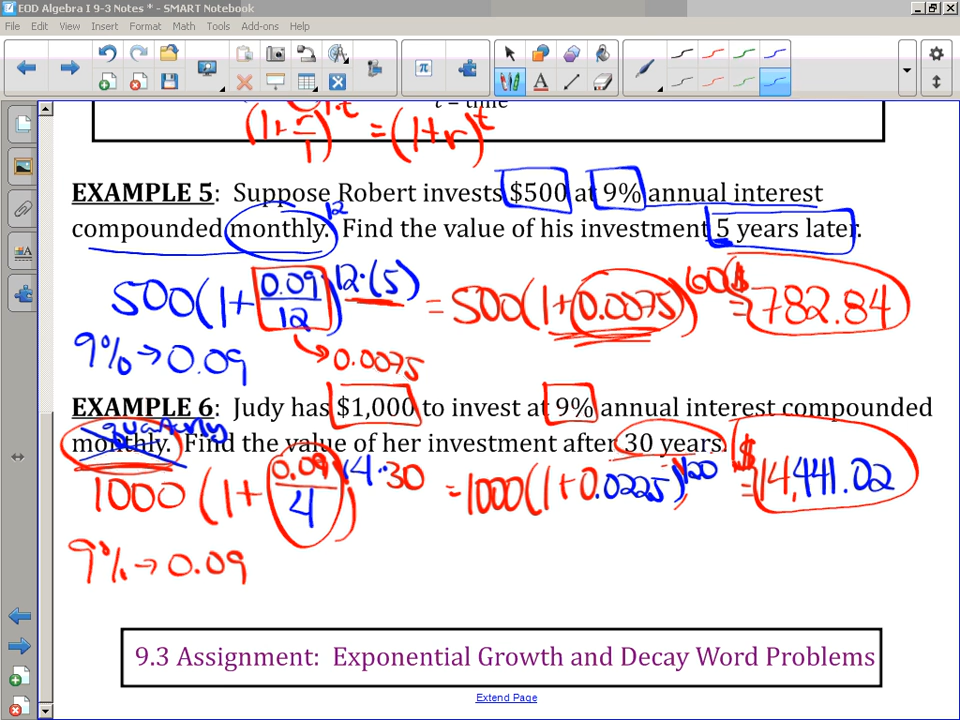 EOD Algebra I 9-3 Notes * - SMART Notebook
File Edit View Insert Format Math Tools Add-ons
t = time
(1+r/1)^1·t = (1+r)^t
EXAMPLE 5: Suppose Robert invests $500 at 9% annual interest
12
compounded monthly. Find the value of his investment 5 years later.
500(1+0.09/12)^12·(5) = 500(1+0.0075)^60 = $782.84
9% → 0.09
→ 0.0075
EXAMPLE 6: Judy has $1,000 to invest at 9% annual interest compounded
quarterly
monthly. Find the value of her investment after 30 years.
1000(1+0.09/4)^4·30 = 1000(1+0.0225)^120 = $14,441.02
9% → 0.09
9.3 Assignment: Exponential Growth and Decay Word Problems
Extend Page